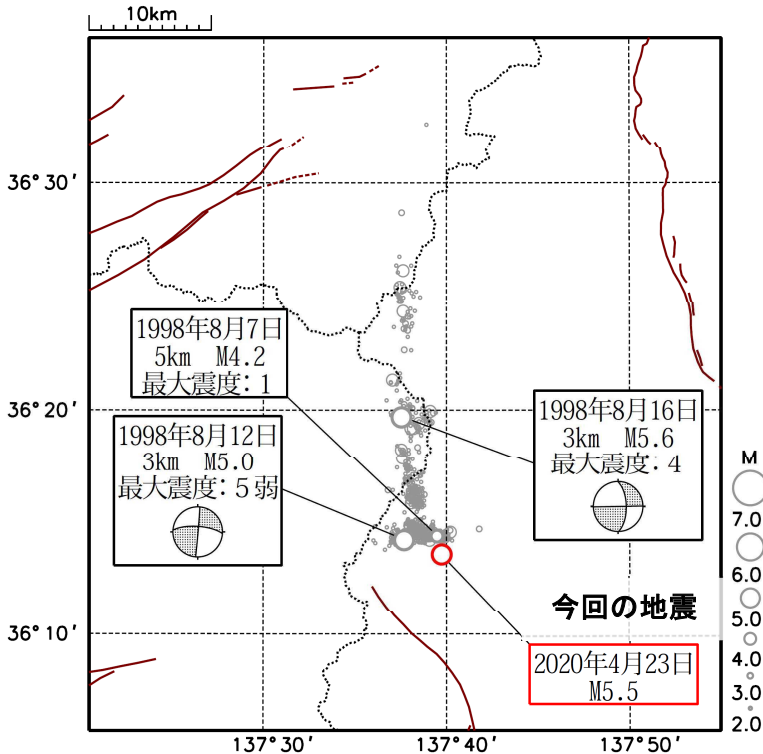 10km
36°30′
1998年8月7日
5km M4.2
最大震度：1
36°20′
1998年8月16日
3km M5.6
最大震度：4
1998年8月12日
3km M5.0
最大震度：5弱
M
7.0
6.0
5.0
4.0
3.0
2.0
今回の地震
36°10′
2020年4月23日
M5.5
137°30′
137°40′
137°50′